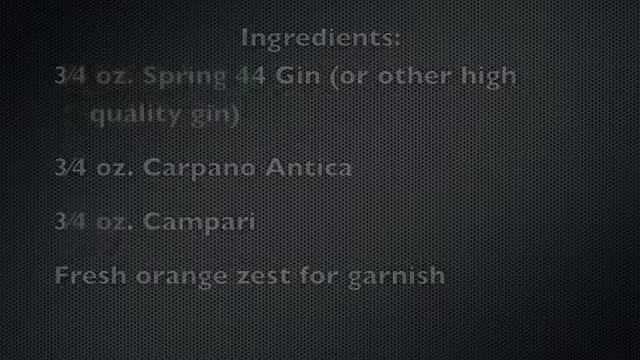 Ingredients:
3⁄4 oz. Spring 44 Gin (or other high
quality gin)
3⁄4 oz. Carpano Antica
3⁄4 oz. Campari
Fresh orange zest for garnish